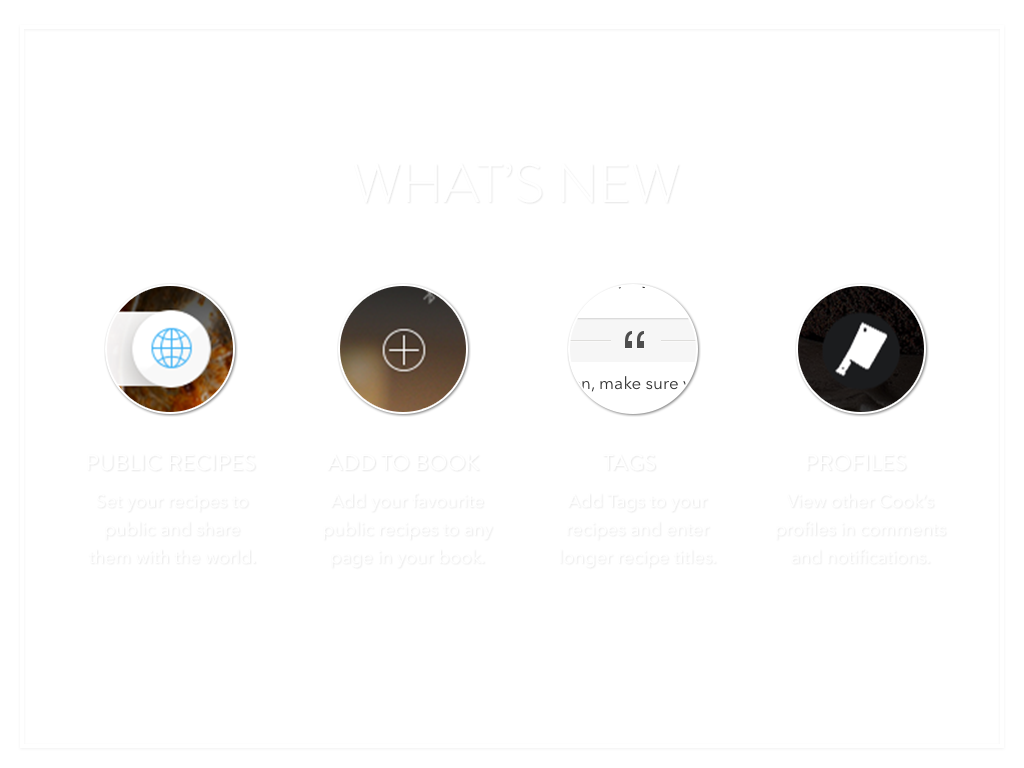 WHAT'S NEW
n, make sure
PUBLIC RECIPES
Set your recipes to
public and share
them with the world.
ADD TO BOOK
Add your favourite
public recipes to any
page in your book.
TAGS
Add Tags to your
recipes and enter
longer recipe titles.
PROFILES
View other Cook's
profiles in comments
and notifications.